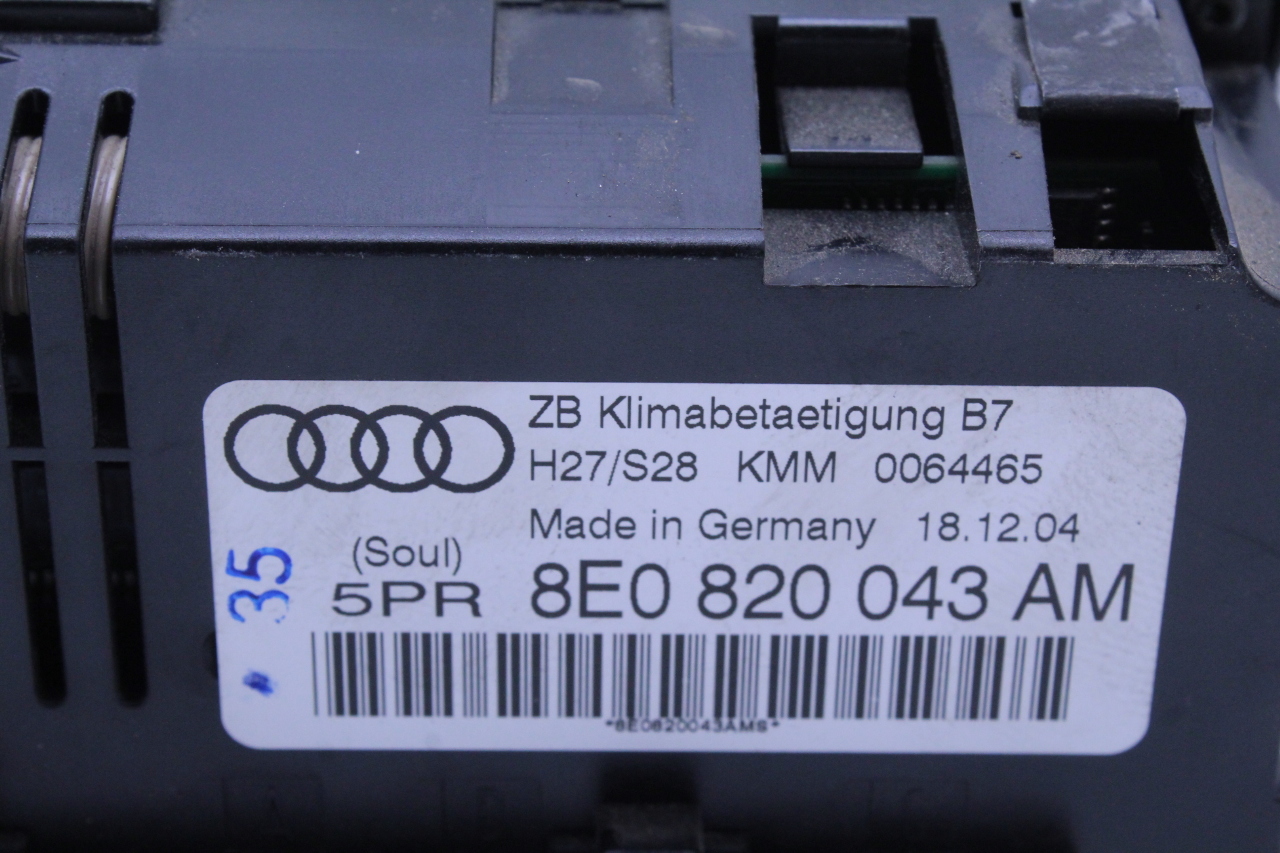 ZB Klimabetaetigung B7
H27/S28 KMM 0064465
Made in Germany 18.12.04
(Soul)
5PR 8E0 820 043 AM
35
*8E0820043AMS*